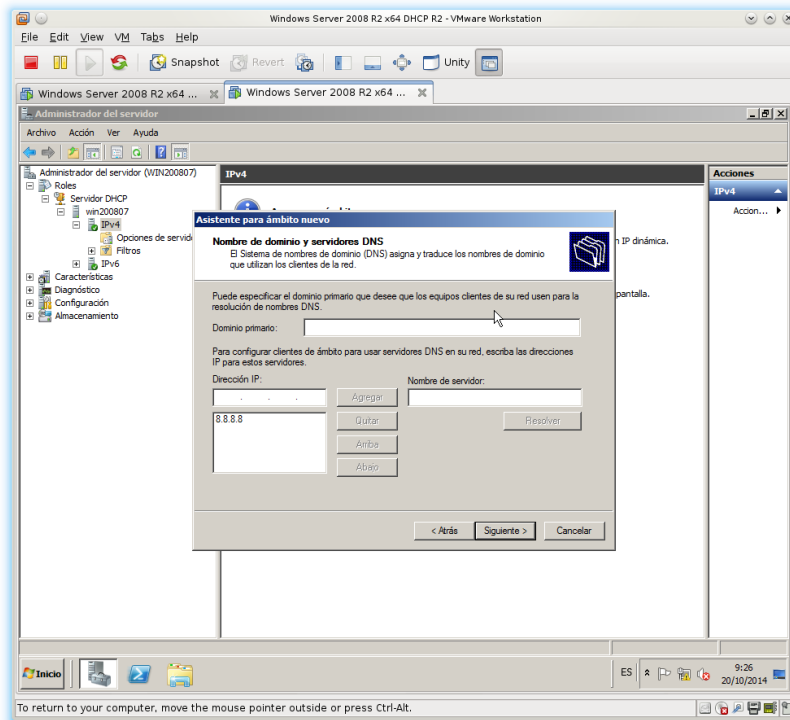 Windows Server 2008 R2 x64 DHCP R2 - VMware Workstation
File Edit View VM Tabs Help
Snapshot Revert Unity
Windows Server 2008 R2 x64 ... Windows Server 2008 R2 x64 ...
Administrador del servidor
Archivo Acción Ver Ayuda
Administrador del servidor (WIN200807)
Roles
Servidor DHCP
win200807
IPv4
Opciones de servid
Filtros
IPv6
Características
Diagnóstico
Configuración
Almacenamiento
IPv4
n IP dinámica.
pantalla.
Acciones
IPv4
Accion...
Asistente para ámbito nuevo
Nombre de dominio y servidores DNS
El Sistema de nombres de dominio (DNS) asigna y traduce los nombres de dominio
que utilizan los clientes de la red.
Puede especificar el dominio primario que desee que los equipos clientes de su red usen para la
resolución de nombres DNS.
Dominio primario:
Para configurar clientes de ámbito para usar servidores DNS en su red, escriba las direcciones
IP para estos servidores.
Dirección IP: Nombre de servidor:
. . . Agregar
8.8.8.8 Quitar Resolver
Arriba
Abajo
< Atrás Siguiente > Cancelar
Inicio ES 9:26
20/10/2014
To return to your computer, move the mouse pointer outside or press Ctrl-Alt.